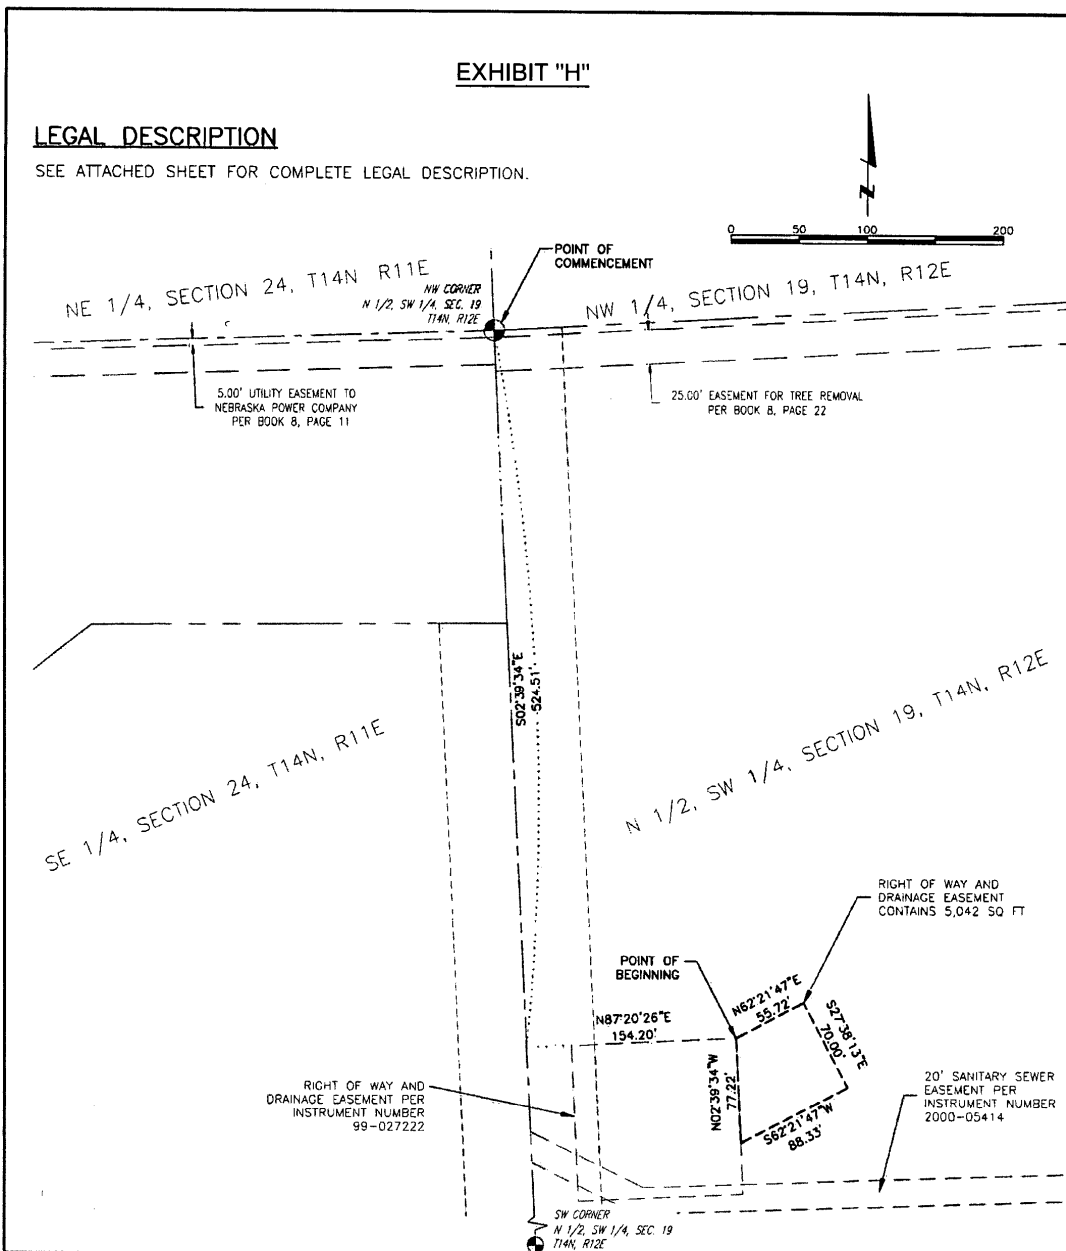 EXHIBIT "H"
LEGAL DESCRIPTION
SEE ATTACHED SHEET FOR COMPLETE LEGAL DESCRIPTION.
N
0 50 100 200
POINT OF
COMMENCEMENT
NE 1/4, SECTION 24, T14N R11E
NW CORNER
N 1/2, SW 1/4, SEC. 19
T14N, R12E
NW 1/4, SECTION 19, T14N, R12E
5.00' UTILITY EASEMENT TO
NEBRASKA POWER COMPANY
PER BOOK 8, PAGE 11
25.00' EASEMENT FOR TREE REMOVAL
PER BOOK 8, PAGE 22
S02°39'34"E
524.51'
SE 1/4, SECTION 24, T14N, R11E
N 1/2, SW 1/4, SECTION 19, T14N, R12E
RIGHT OF WAY AND
DRAINAGE EASEMENT
CONTAINS 5,042 SQ FT
POINT OF
BEGINNING
N62°21'47"E
55.72'
S27°38'13"E
70.00'
N87°20'26"E
154.20'
N02°39'34"W
77.22'
S62°21'47"W
88.33'
RIGHT OF WAY AND
DRAINAGE EASEMENT PER
INSTRUMENT NUMBER
99-027222
20' SANITARY SEWER
EASEMENT PER
INSTRUMENT NUMBER
2000-05414
SW CORNER
N 1/2, SW 1/4, SEC. 19
T14N, R12E